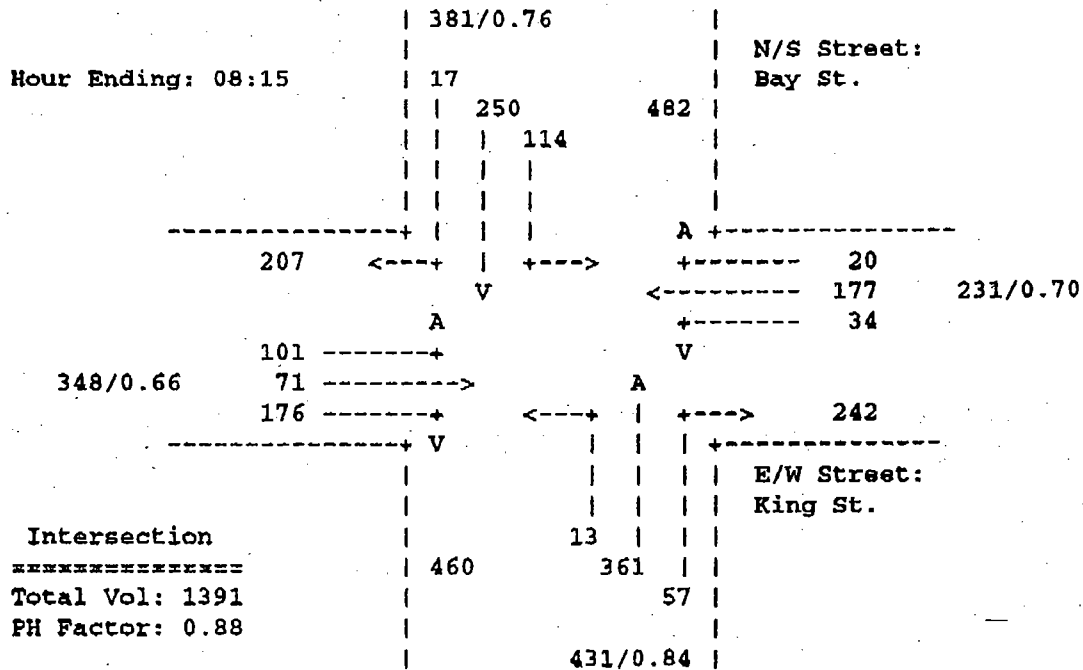 381/0.76
N/S Street:
Hour Ending: 08:15 17 Bay St.
250 482
114
A
207 20
V 177 231/0.70
A 34
101 V
348/0.66 71 A
176 242
V
E/W Street:
King St.
Intersection 13
460 361
Total Vol: 1391 57
PH Factor: 0.88
431/0.84